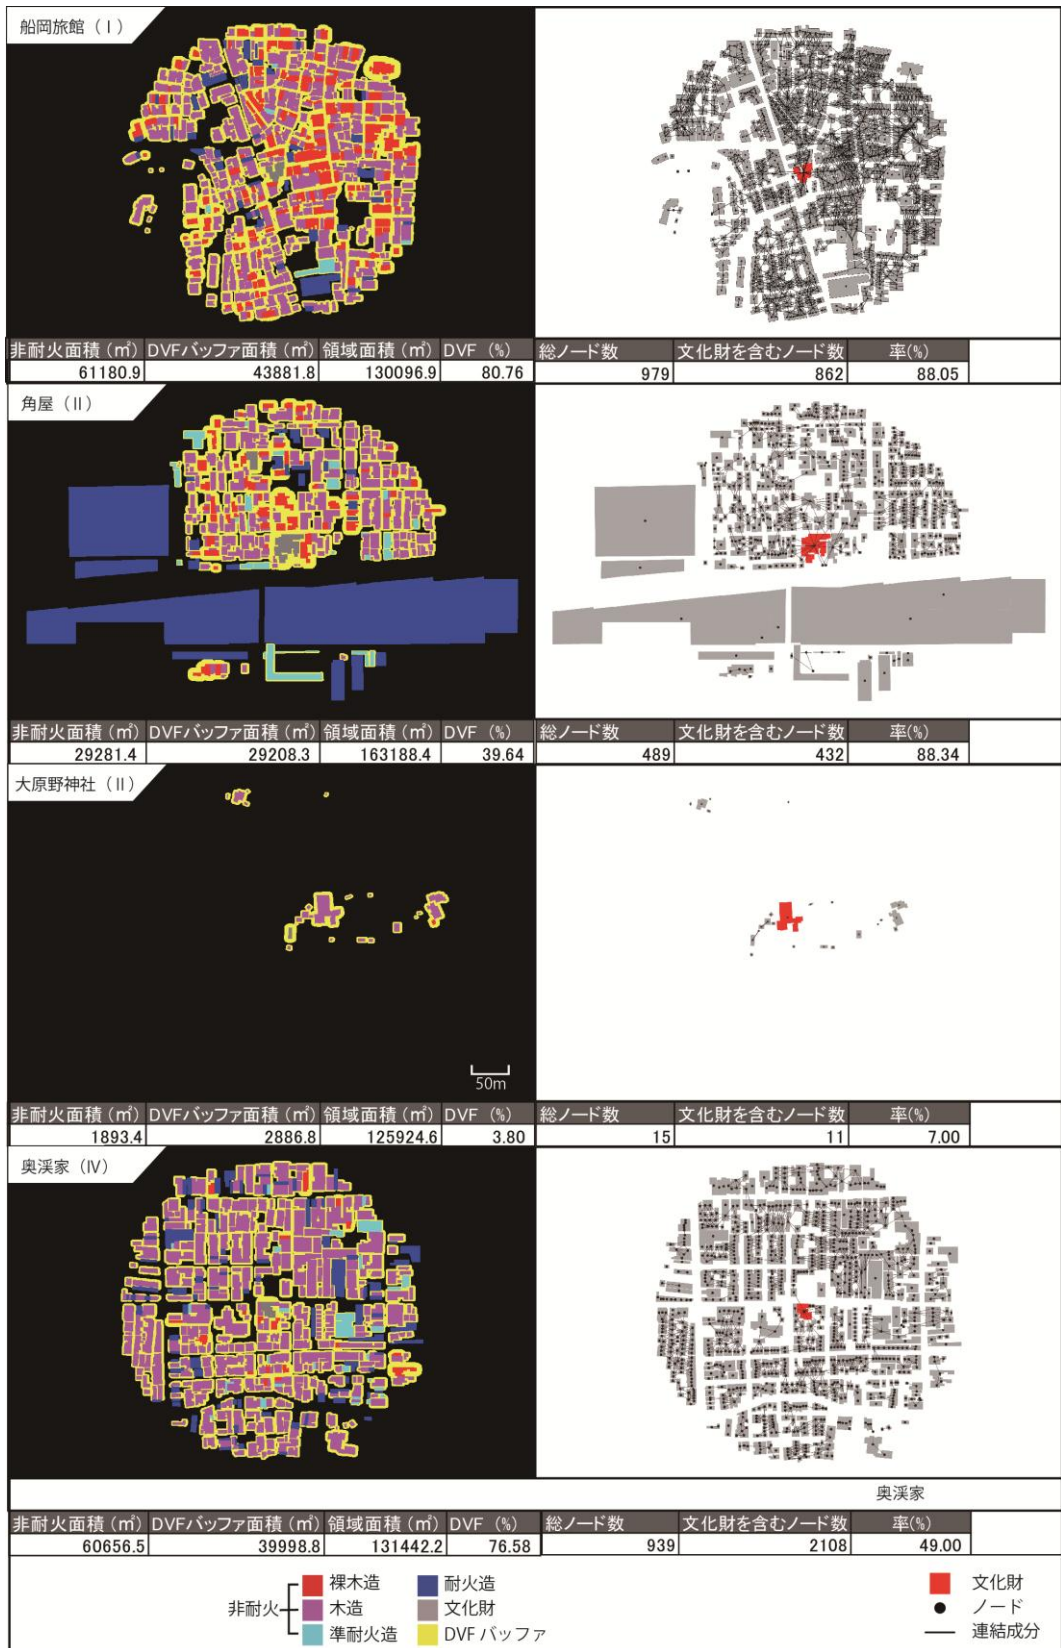 船岡旅館（Ⅰ）
非耐火面積（㎡） DVFバッファ面積（㎡） 領域面積（㎡） DVF（%） 総ノード数 文化財を含むノード数 率(%)
61180.9 43881.8 130096.9 80.76 979 862 88.05
角屋（Ⅱ）
非耐火面積（㎡） DVFバッファ面積（㎡） 領域面積（㎡） DVF（%） 総ノード数 文化財を含むノード数 率(%)
29281.4 29208.3 163188.4 39.64 489 432 88.34
大原野神社（Ⅱ）
50m
非耐火面積（㎡） DVFバッファ面積（㎡） 領域面積（㎡） DVF（%） 総ノード数 文化財を含むノード数 率(%)
1893.4 2886.8 125924.6 3.80 15 11 7.00
奥渓家（Ⅳ）
奥渓家
非耐火面積（㎡） DVFバッファ面積（㎡） 領域面積（㎡） DVF（%） 総ノード数 文化財を含むノード数 率(%)
60656.5 39998.8 131442.2 76.58 939 2108 49.00
裸木造 耐火造 文化財
非耐火 木造 文化財 ノード
準耐火造 DVFバッファ 連結成分